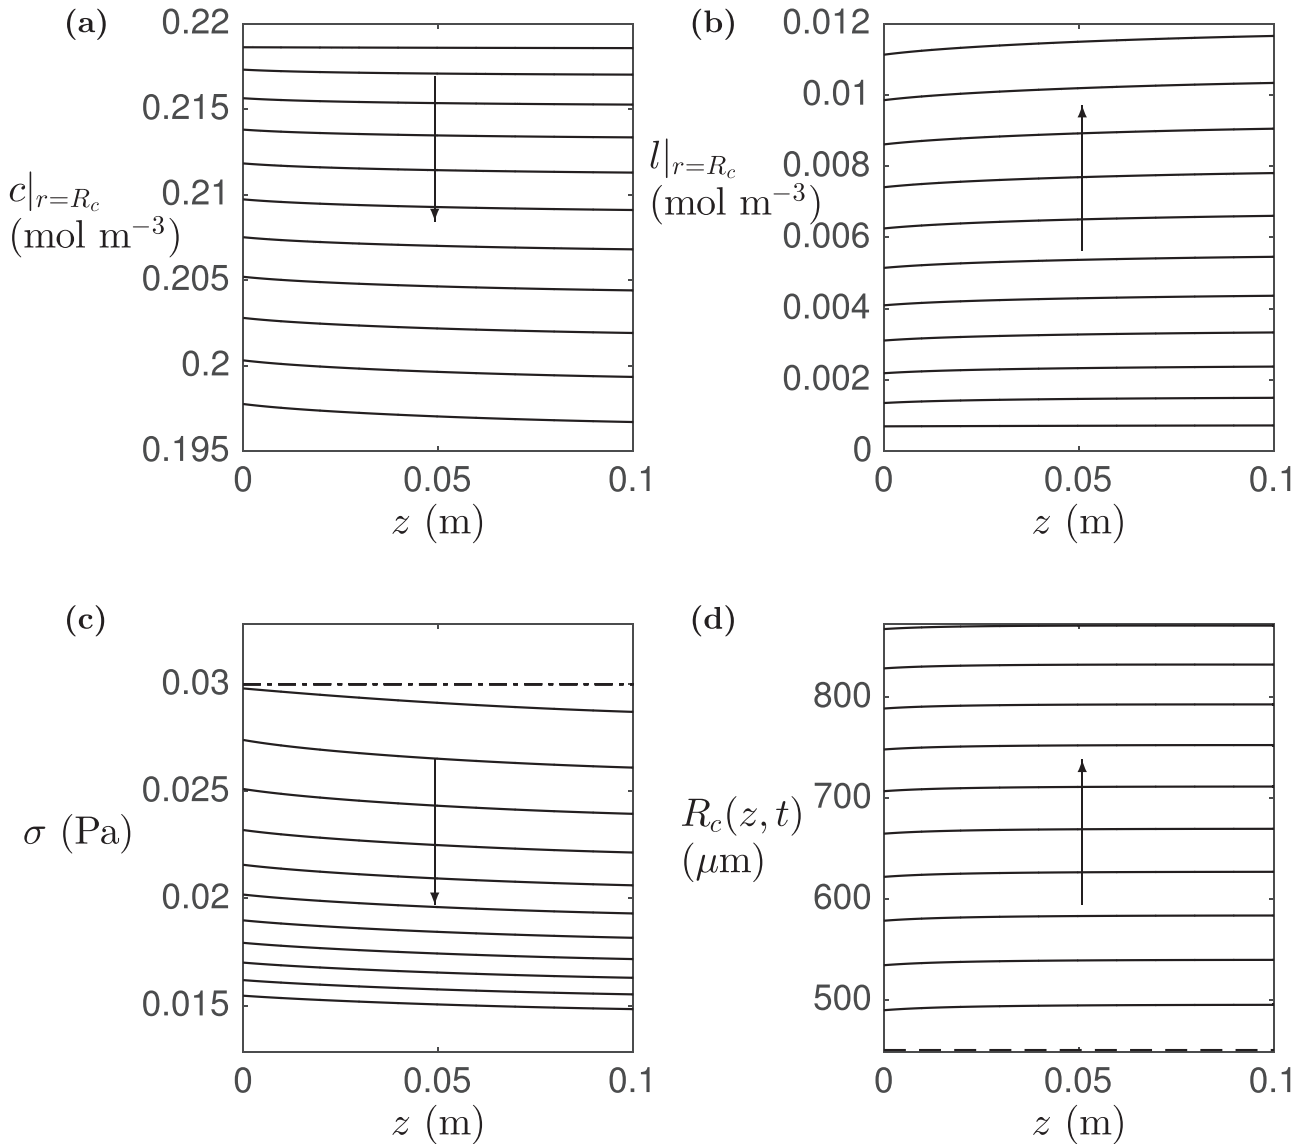 (a)
0.22
0.215
0.21
0.205
0.2
0.195
c|r=Rc
(mol m−3)
0 0.05 0.1
z (m)
(b)
0.012
0.01
0.008
0.006
0.004
0.002
0
l|r=Rc
(mol m−3)
0 0.05 0.1
z (m)
(c)
0.03
0.025
0.02
0.015
σ (Pa)
0 0.05 0.1
z (m)
(d)
800
700
600
500
Rc(z, t)
(μm)
0 0.05 0.1
z (m)